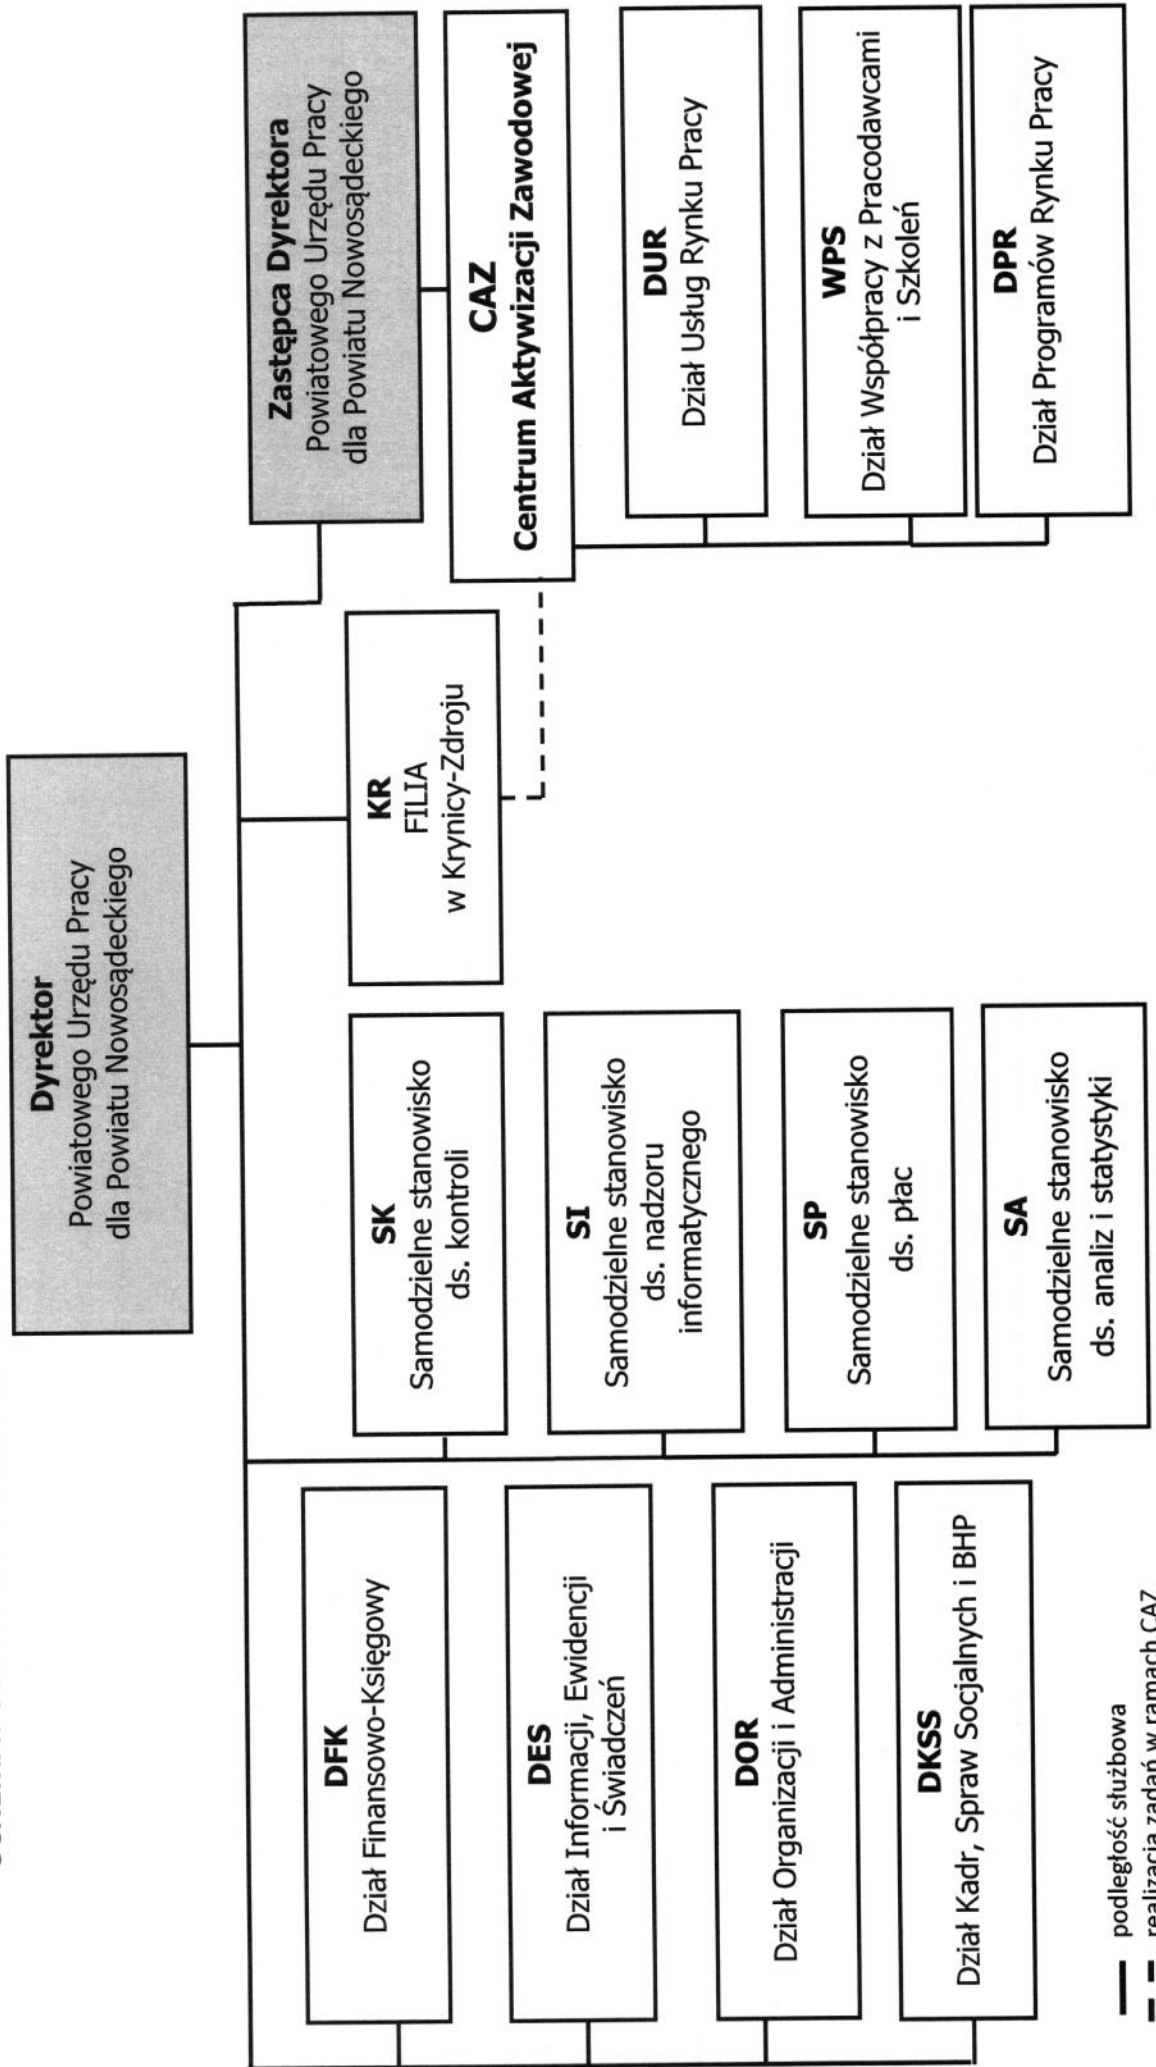 Dyrektor
Powiatowego Urzędu Pracy
dla Powiatu Nowosądeckiego
Zastępca Dyrektora
Powiatowego Urzędu Pracy
dla Powiatu Nowosądeckiego
DFK
Dział Finansowo-Księgowy
DES
Dział Informacji, Ewidencji
i Świadczeń
DOR
Dział Organizacji i Administracji
DKSS
Dział Kadr, Spraw Socjalnych i BHP
SK
Samodzielne stanowisko
ds. kontroli
SI
Samodzielne stanowisko
ds. nadzoru
informatycznego
SP
Samodzielne stanowisko
ds. płac
SA
Samodzielne stanowisko
ds. analiz i statystyki
KR
FILIA
w Krynicy-Zdroju
CAZ
Centrum Aktywizacji Zawodowej
DUR
Dział Usług Rynku Pracy
WPS
Dział Współpracy z Pracodawcami
i Szkoleń
DPR
Dział Programów Rynku Pracy
podległość służbowa
realizacja zadań w ramach CAZ